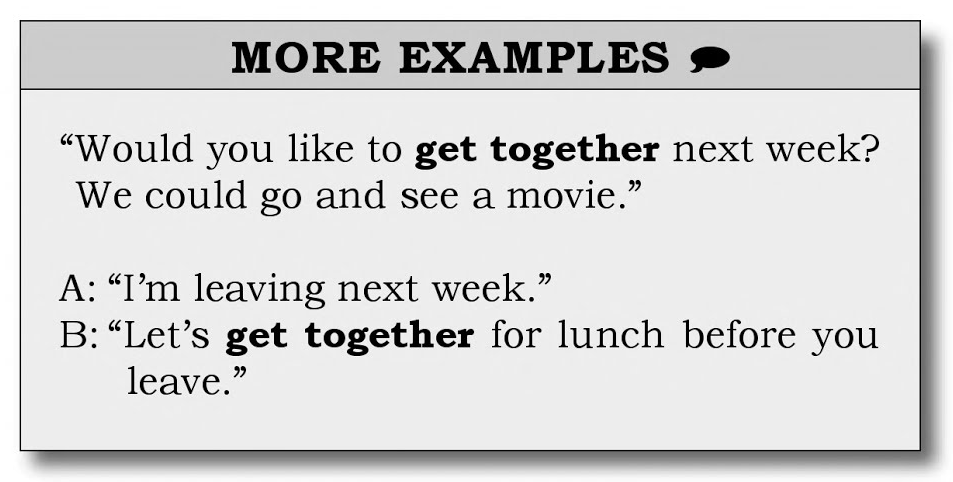 MORE EXAMPLES
“Would you like to get together next week?
We could go and see a movie.”
A: “I’m leaving next week.”
B: “Let’s get together for lunch before you
leave.”